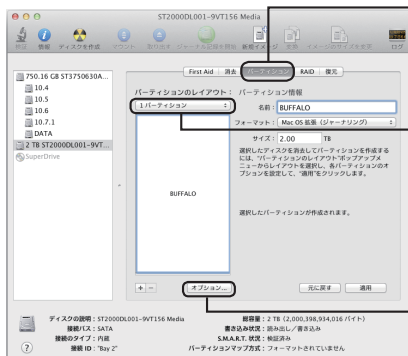 ST2000DL001-9VT156 Media
検証
情報
ディスクを作成
マウント
取り出す
ジャーナル記録を開始
新規イメージ
変換
イメージのサイズを変更
ログ
750.16 GB ST3750630A...
10.4
10.5
10.6
10.7.1
DATA
2 TB ST2000DL001-9VT...
SuperDrive
First Aid
消去
パーティション
RAID
復元
パーティションのレイアウト：
パーティション情報
1 パーティション
名前：BUFFALO
フォーマット：Mac OS 拡張（ジャーナリング）
サイズ：2.00 TB
選択したディスクを消去してパーティションを作成する
には、“パーティションのレイアウト”ポップアップメ
ニューからレイアウトを選択し、各パーティションのオ
プションを設定して、“適用”をクリックします。
BUFFALO
選択したパーティションが作成されます。
+ −
オプション...
元に戻す
適用
ディスクの説明：ST2000DL001-9VT156 Media
総容量：2 TB（2,000,398,934,016 バイト）
接続バス：SATA
書き込み状況：読み出し／書き込み
接続のタイプ：内蔵
S.M.A.R.T. 状況：検証済み
接続 ID："Bay 2"
パーティションマップ方式：フォーマットされていません
?